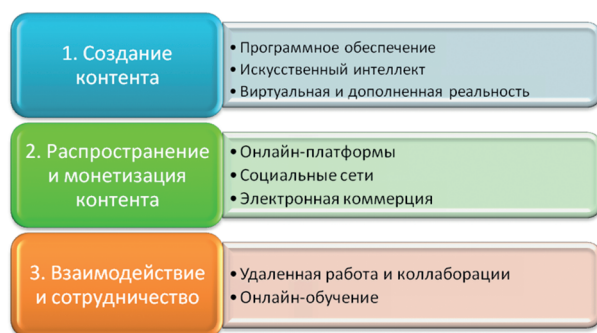 1. Создание
контента
• Программное обеспечение
• Искусственный интеллект
• Виртуальная и дополненная реальность
2. Распространение
и монетизация
контента
• Онлайн-платформы
• Социальные сети
• Электронная коммерция
3. Взаимодействие
и сотрудничество
• Удаленная работа и коллаборации
• Онлайн-обучение